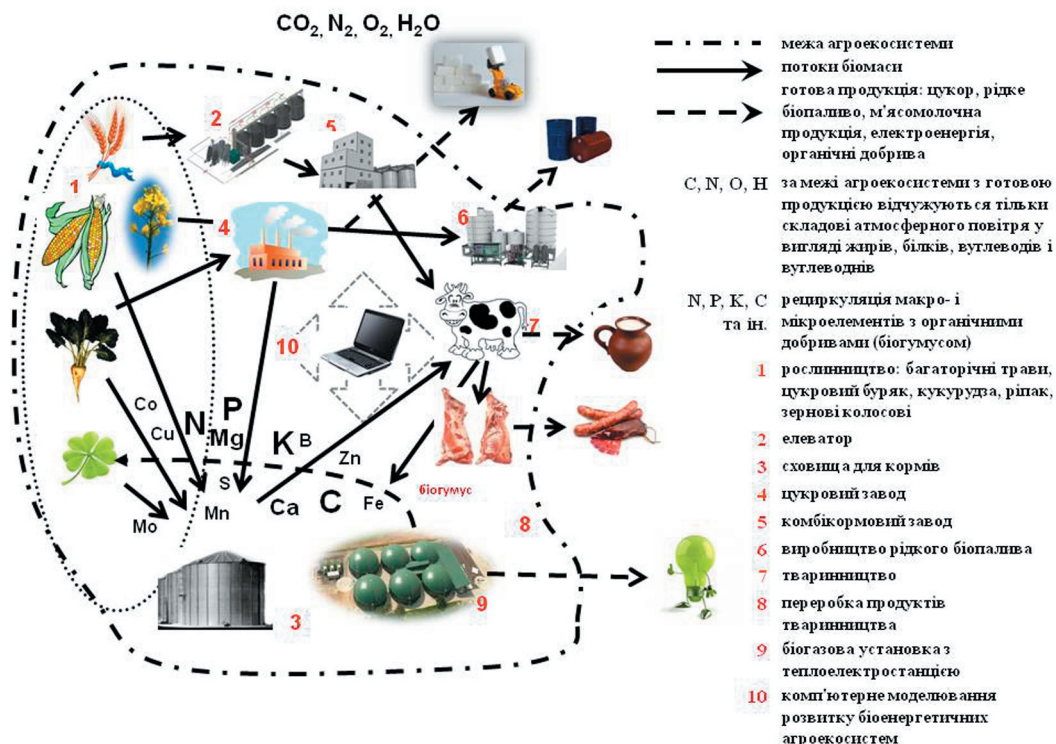 CO₂, N₂, O₂, H₂O
2
5
1
4
6
7
10
Co
Cu
N
P
Mg
K
B
Zn
S
Mn
Ca
C
Fe
Mo
біогумус
8
3
9
межа агроекосистеми
потоки біомаси
готова продукція: цукор, рідке
біопаливо, м'ясомолочна
продукція, електроенергія,
органічні добрива
C, N, O, H за межі агроекосистеми з готовою
продукцією відчужуються тільки
складові атмосферного повітря у
вигляді жирів, білків, вуглеводів і
вуглеводнів
N, P, K, C рециркуляція макро- і
та ін. мікроелементів з органічними
добривами (біогумусом)
1 рослинництво: багаторічні трави,
цукровий буряк, кукурудза, ріпак,
зернові колосові
2 елеватор
3 сховища для кормів
4 цукровий завод
5 комбікормовий завод
6 виробництво рідкого біопалива
7 тваринництво
8 переробка продуктів
тваринництва
9 біогазова установка з
теплоелектростанцією
10 комп'ютерне моделювання
розвитку біоенергетичних
агроекосистем